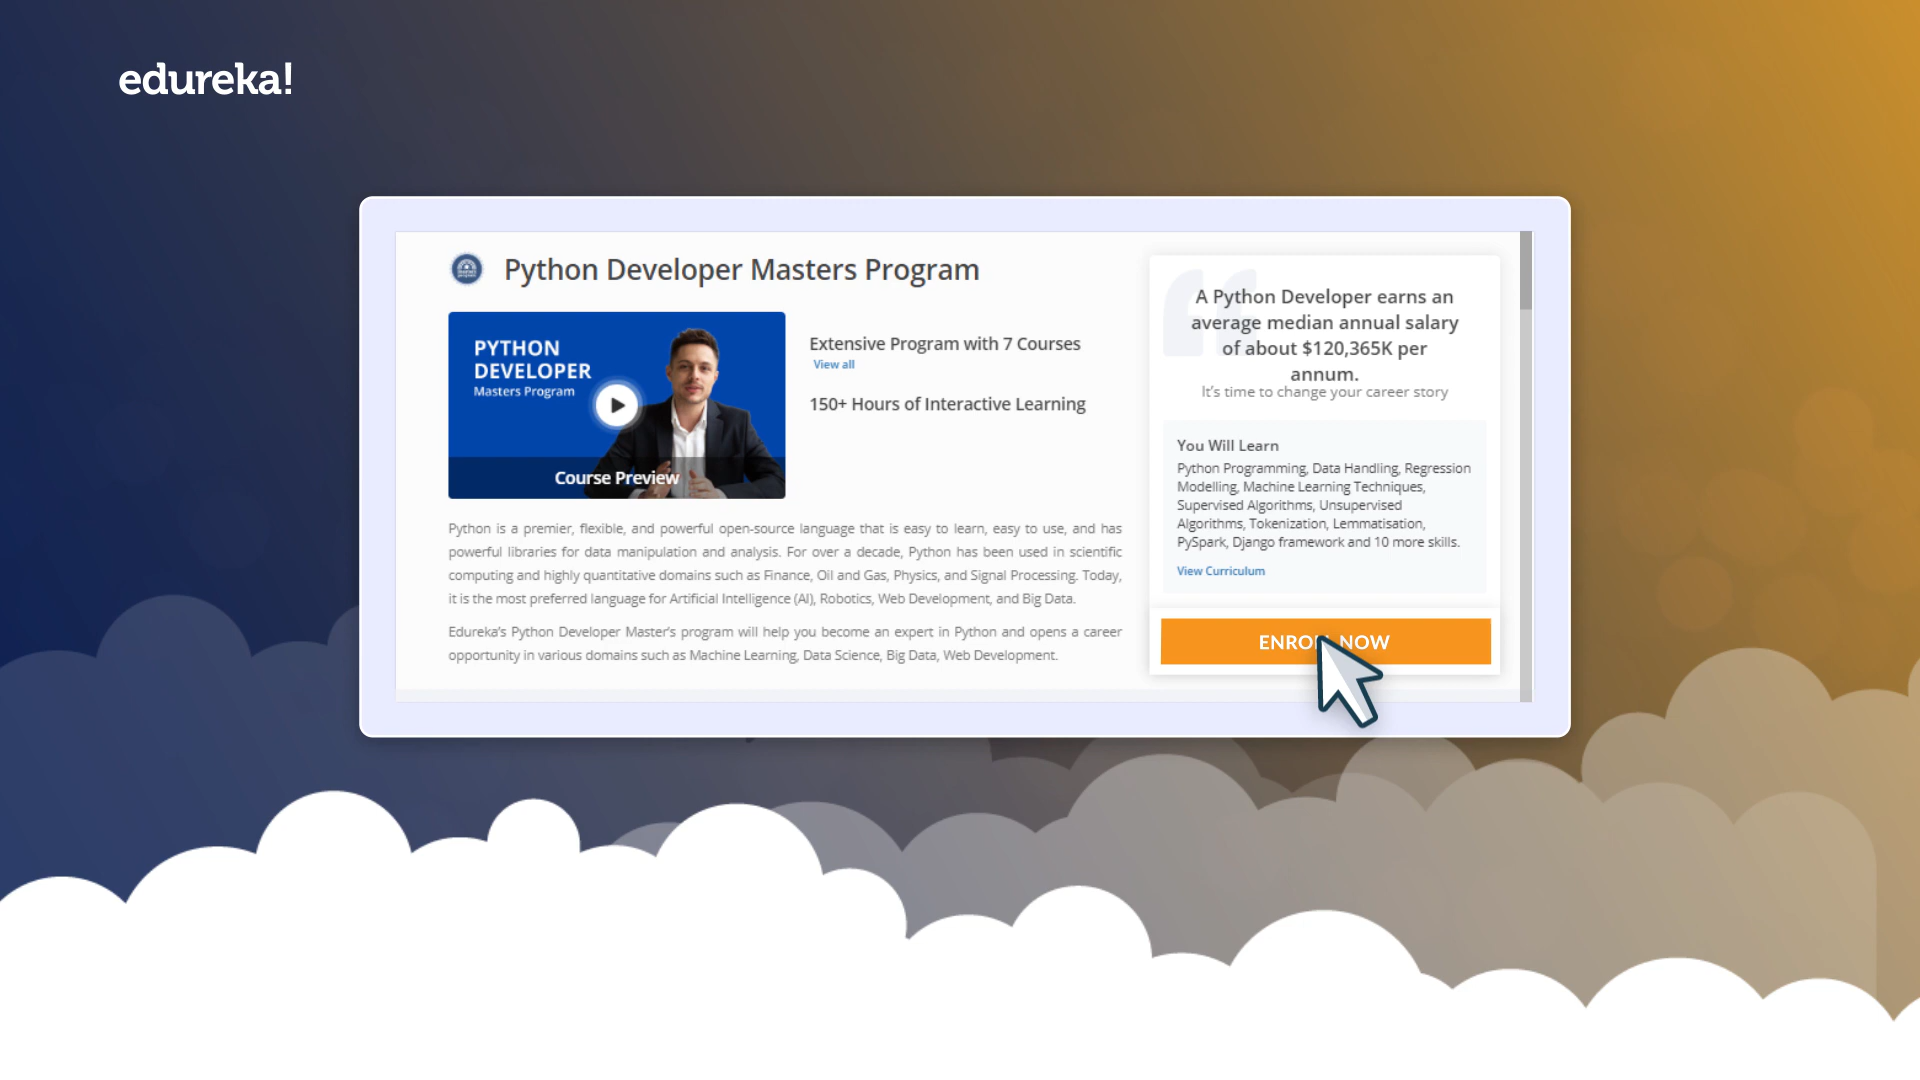 edureka!
Python Developer Masters Program
PYTHON
DEVELOPER
Masters Program
Course Preview
Extensive Program with 7 Courses
View all
150+ Hours of Interactive Learning
Python is a premier, flexible, and powerful open-source language that is easy to learn, easy to use, and has
powerful libraries for data manipulation and analysis. For over a decade, Python has been used in scientific
computing and highly quantitative domains such as Finance, Oil and Gas, Physics, and Signal Processing. Today,
it is the most preferred language for Artificial Intelligence (AI), Robotics, Web Development, and Big Data.
Edureka's Python Developer Master's program will help you become an expert in Python and opens a career
opportunity in various domains such as Machine Learning, Data Science, Big Data, Web Development.
A Python Developer earns an
average median annual salary
of about $120,365K per
annum.
It's time to change your career story
You Will Learn
Python Programming, Data Handling, Regression
Modelling, Machine Learning Techniques,
Supervised Algorithms, Unsupervised
Algorithms, Tokenization, Lemmatisation,
PySpark, Django framework and 10 more skills.
View Curriculum
ENROLL NOW